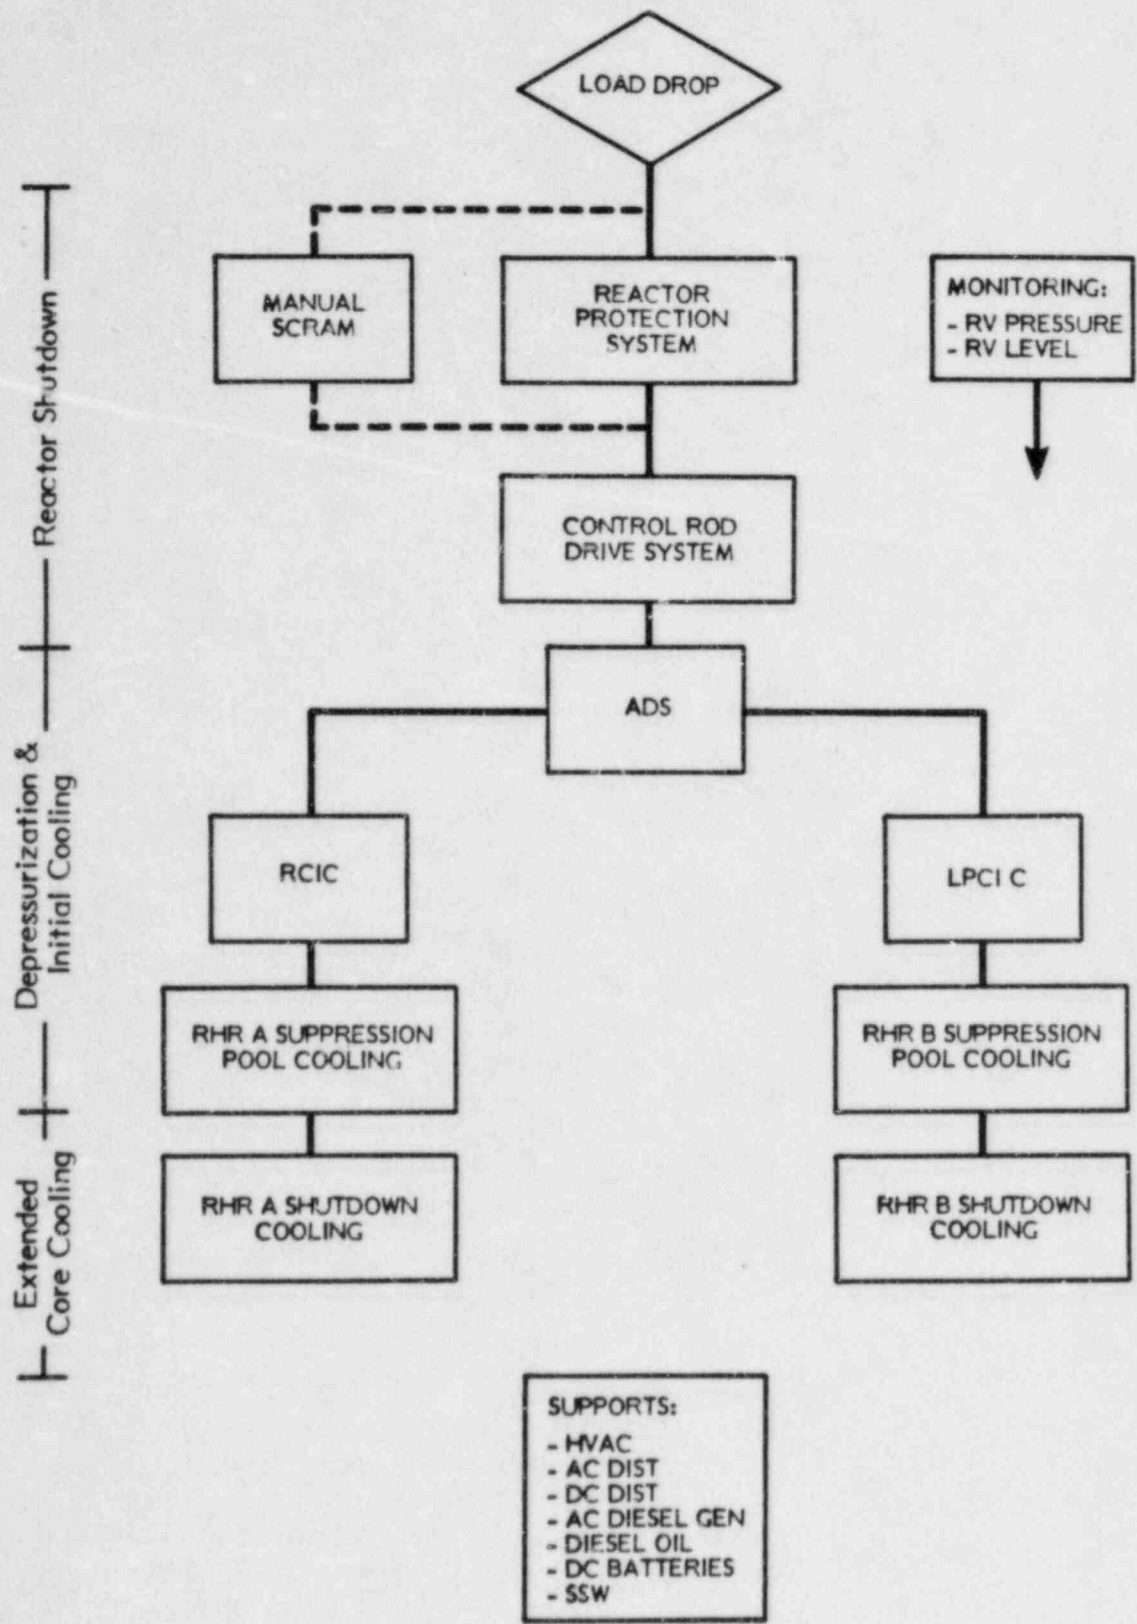 LOAD DROP
Reactor Shutdown
MANUAL
SCRAM
REACTOR
PROTECTION
SYSTEM
MONITORING:
- RV PRESSURE
- RV LEVEL
CONTROL ROD
DRIVE SYSTEM
Depressurization &
Initial Cooling
ADS
RCIC
LPCI C
RHR A SUPPRESSION
POOL COOLING
RHR B SUPPRESSION
POOL COOLING
Extended
Core Cooling
RHR A SHUTDOWN
COOLING
RHR B SHUTDOWN
COOLING
SUPPORTS:
- HVAC
- AC DIST
- DC DIST
- AC DIESEL GEN
- DIESEL OIL
- DC BATTERIES
- SSW